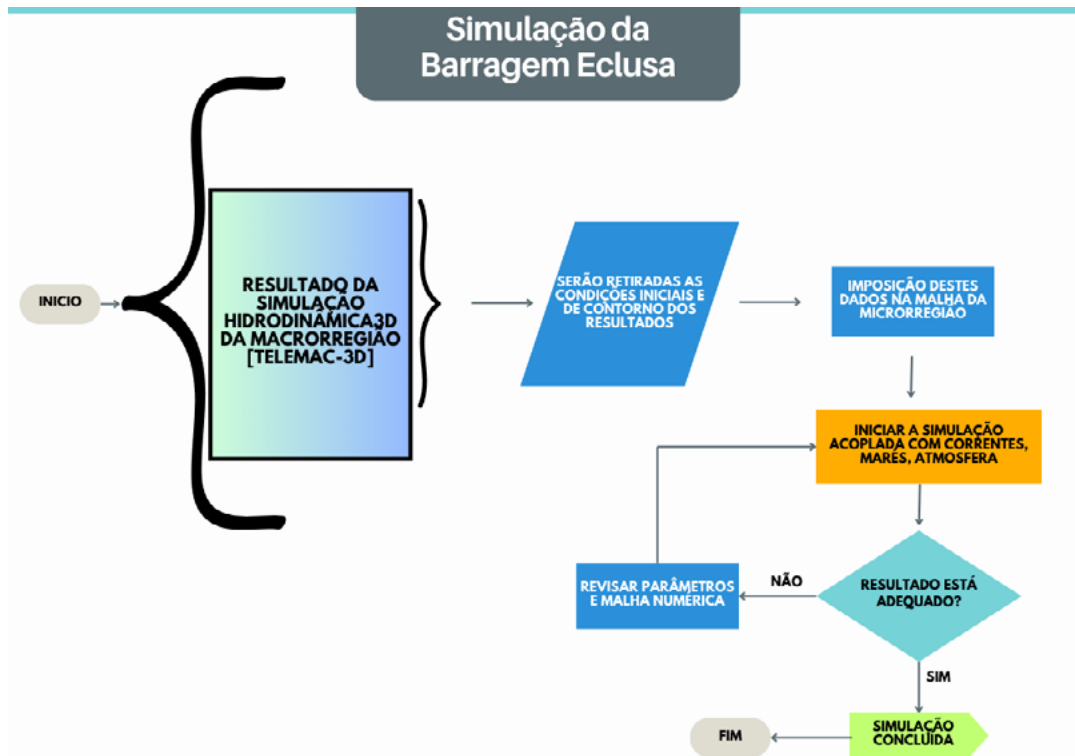 Simulação da
Barragem Eclusa
INICIO
RESULTADO DA
SIMULAÇÃO
HIDRODINÂMICA3D
DA MACRORREGIÃO
[TELEMAC-3D]
SERÃO RETIRADAS AS
CONDIÇÕES INICIAIS E
DE CONTORNO DOS
RESULTADOS
IMPOSIÇÃO DESTES
DADOS NA MALHA DA
MICRORREGIÃO
INICIAR A SIMULAÇÃO
ACOPLADA COM CORRENTES,
MARÉS, ATMOSFERA
RESULTADO ESTÁ
ADEQUADO?
NÃO
REVISAR PARÂMETROS
E MALHA NUMÉRICA
SIM
SIMULAÇÃO
CONCLUÍDA
FIM